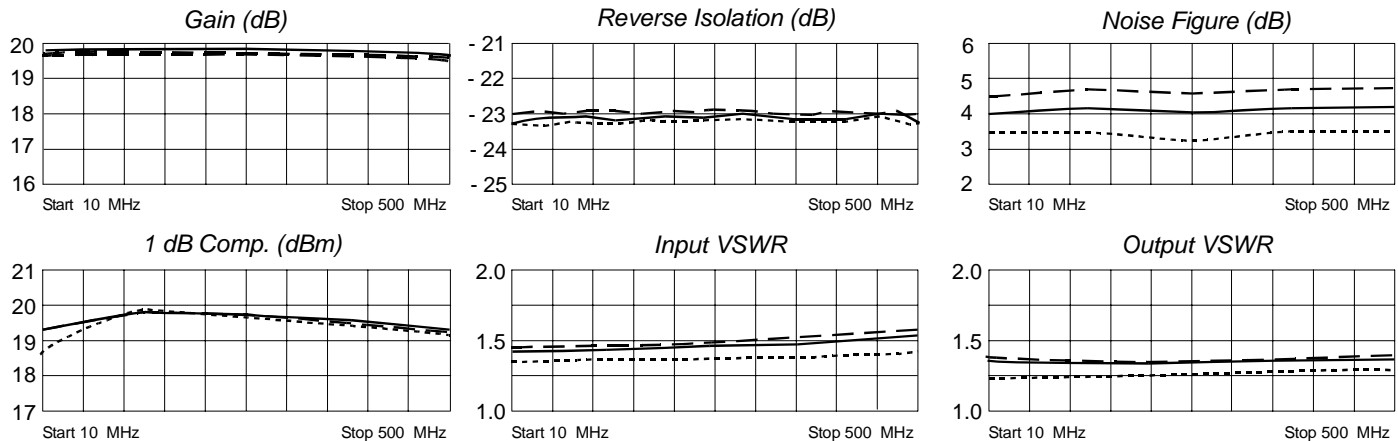 Gain (dB)
20
19
18
17
16
Start 10 MHz
Stop 500 MHz
Reverse Isolation (dB)
- 21
- 22
- 23
- 24
- 25
Start 10 MHz
Stop 500 MHz
Noise Figure (dB)
6
5
4
3
2
Start 10 MHz
Stop 500 MHz
1 dB Comp. (dBm)
21
20
19
18
17
Start 10 MHz
Stop 500 MHz
Input VSWR
2.0
1.5
1.0
Start 10 MHz
Stop 500 MHz
Output VSWR
2.0
1.5
1.0
Start 10 MHz
Stop 500 MHz